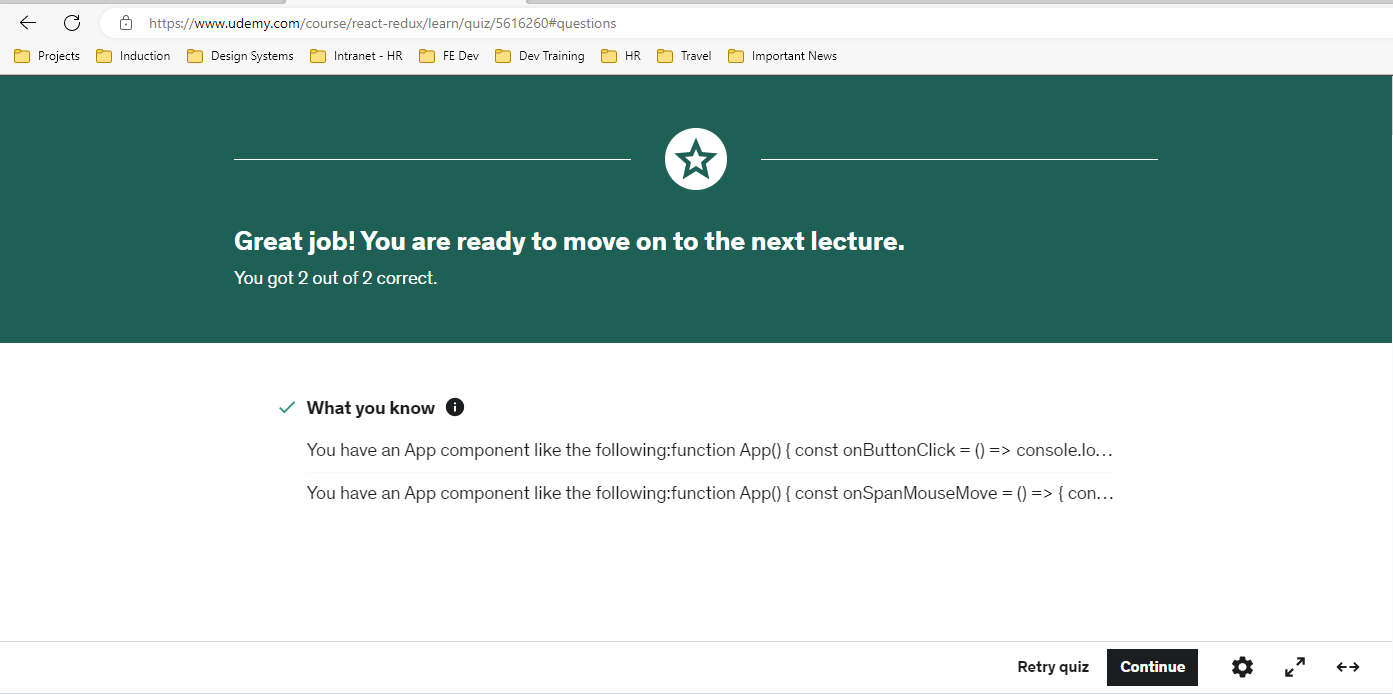 https://www.udemy.com/course/react-redux/learn/quiz/5616260#questions
Projects Induction Design Systems Intranet - HR FE Dev Dev Training HR Travel Important News
Great job! You are ready to move on to the next lecture.
You got 2 out of 2 correct.
What you know
You have an App component like the following:function App() { const onButtonClick = () => console.lo...
You have an App component like the following:function App() { const onSpanMouseMove = () => { con...
Retry quiz Continue